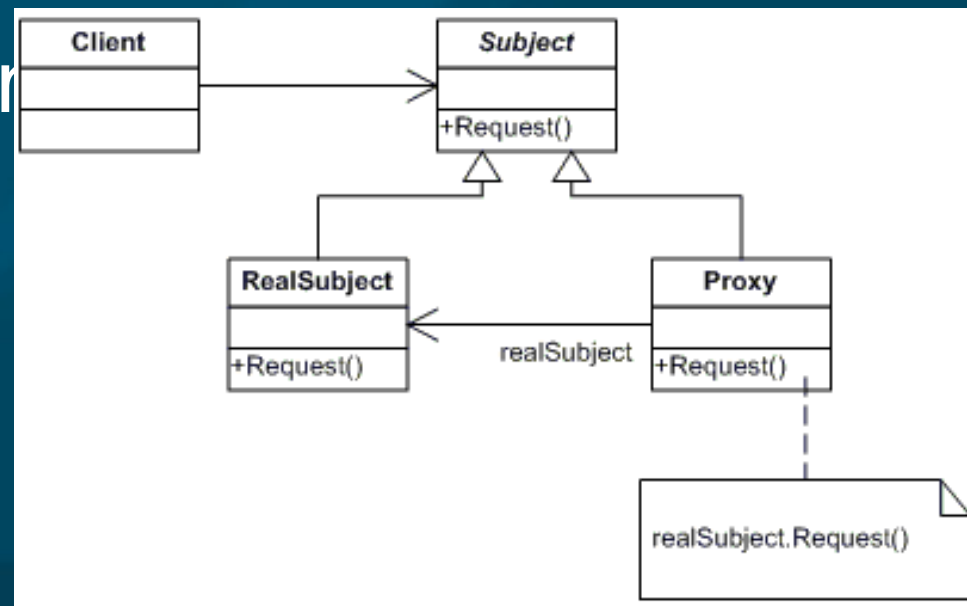 Client
Subject
+Request()
RealSubject
Proxy
realSubject
+Request()
+Request()
realSubject.Request()